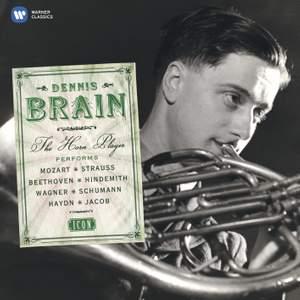 WARNER
CLASSICS
DENNIS
BRAIN
The Horn Player
PERFORMS
MOZART * STRAUSS
BEETHOVEN * HINDEMITH
WAGNER * SCHUMANN
HAYDN * JACOB
ICON